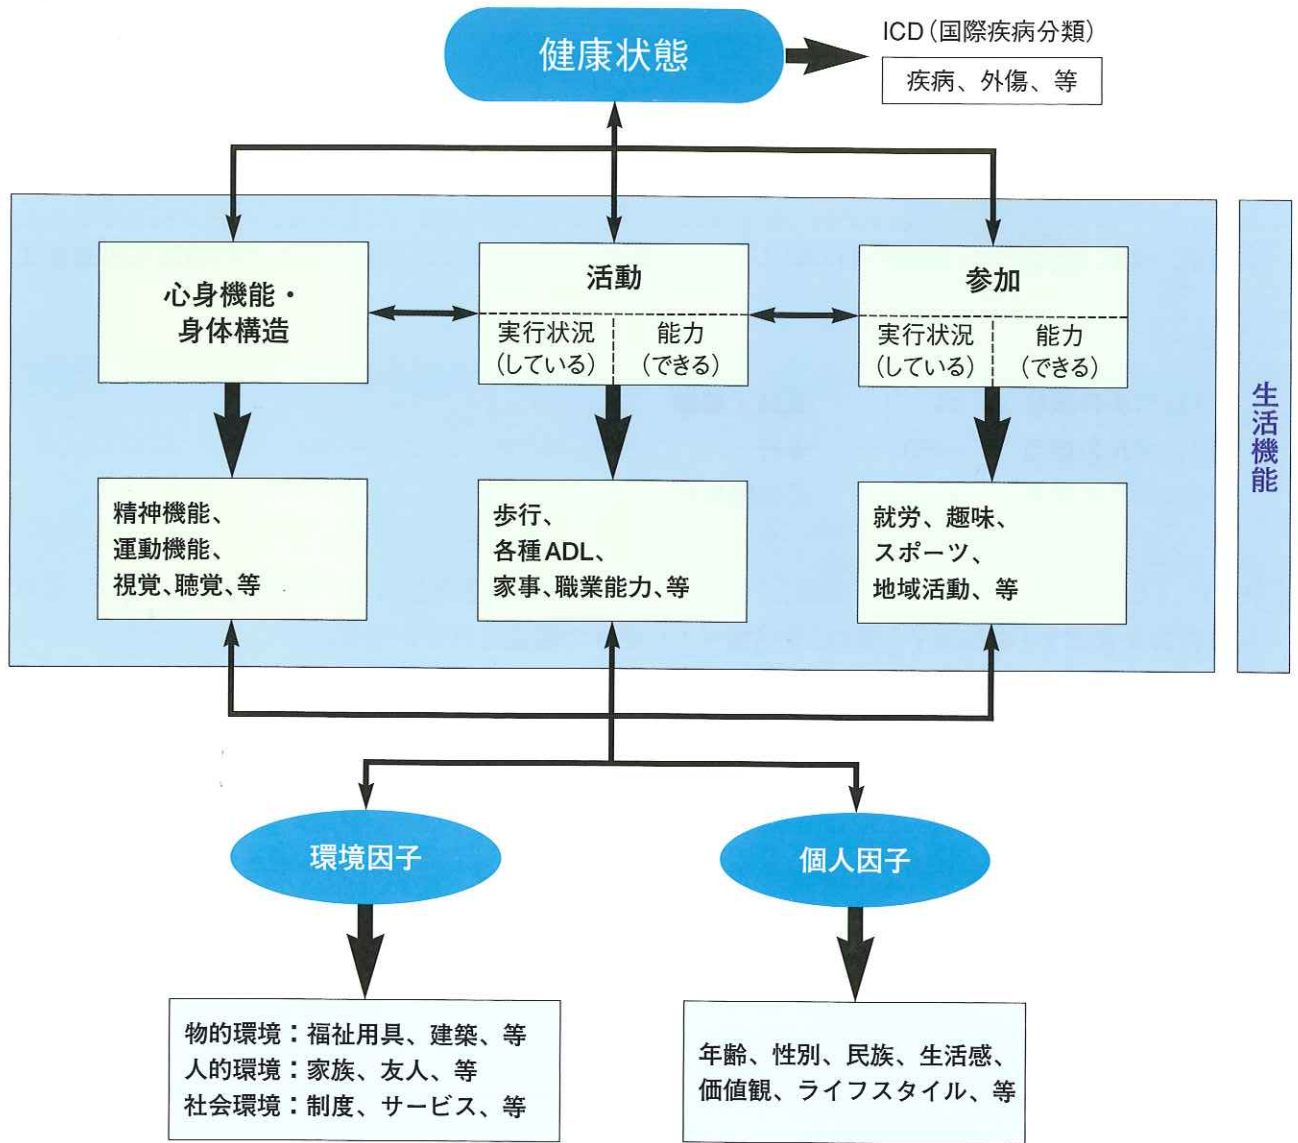 健康状態
ICD（国際疾病分類）
疾病、外傷、等
心身機能・
身体構造
活動
実行状況
（している）
能力
（できる）
参加
実行状況
（している）
能力
（できる）
生活機能
精神機能、
運動機能、
視覚、聴覚、等
歩行、
各種ADL、
家事、職業能力、等
就労、趣味、
スポーツ、
地域活動、等
環境因子
個人因子
物的環境：福祉用具、建築、等
人的環境：家族、友人、等
社会環境：制度、サービス、等
年齢、性別、民族、生活感、
価値観、ライフスタイル、等